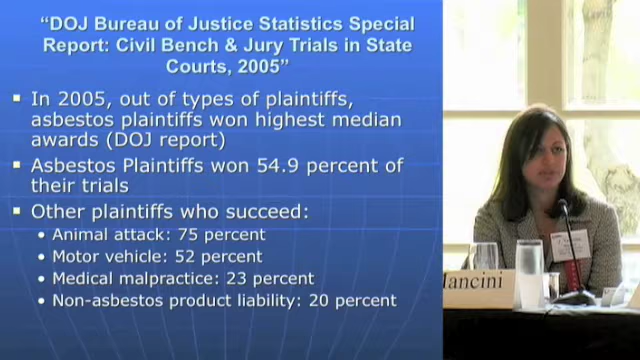 “DOJ Bureau of Justice Statistics Special
Report: Civil Bench & Jury Trials in State
Courts, 2005”
In 2005, out of types of plaintiffs,
asbestos plaintiffs won highest median
awards (DOJ report)
Asbestos Plaintiffs won 54.9 percent of
their trials
Other plaintiffs who succeed:
• Animal attack: 75 percent
• Motor vehicle: 52 percent
• Medical malpractice: 23 percent
• Non-asbestos product liability: 20 percent
Mancini